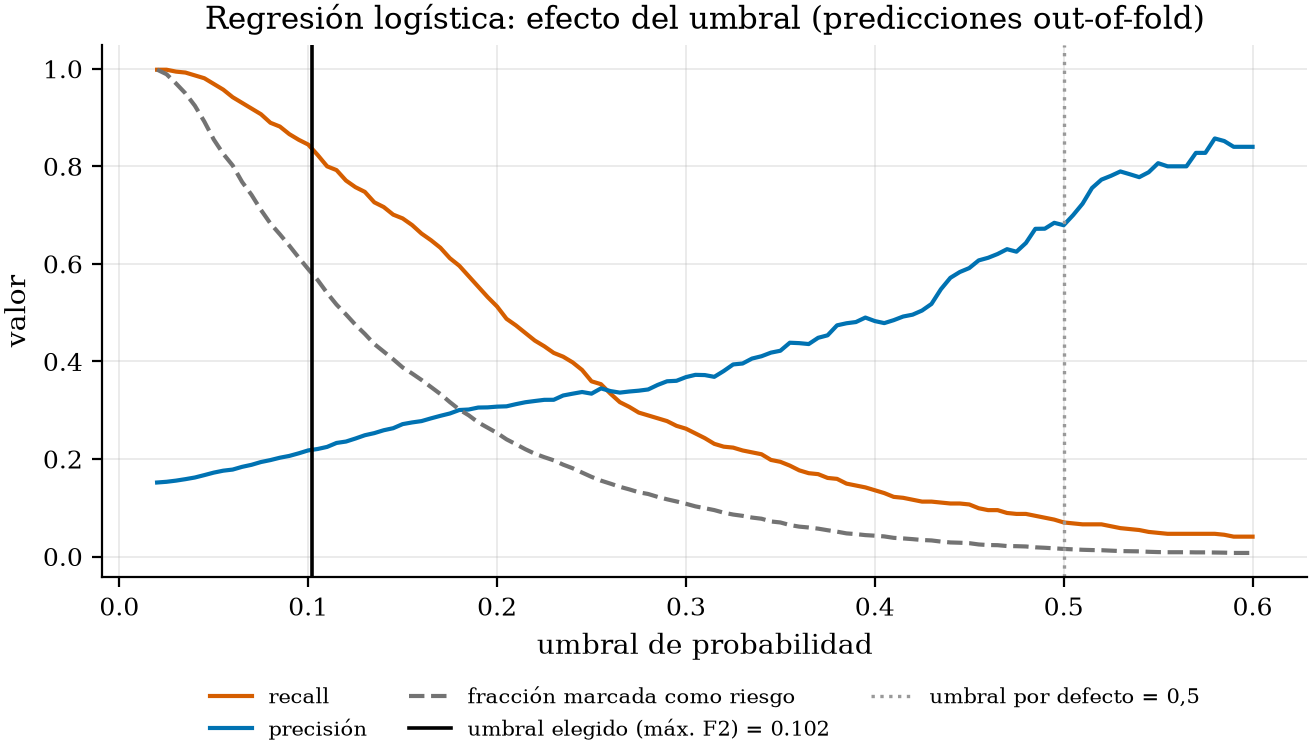 Regresión logística: efecto del umbral (predicciones out-of-fold)
1.0
0.8
0.6
0.4
0.2
0.0
valor
0.0
0.1
0.2
0.3
0.4
0.5
0.6
umbral de probabilidad
recall
precisión
fracción marcada como riesgo
umbral elegido (máx. F2) = 0.102
umbral por defecto = 0,5